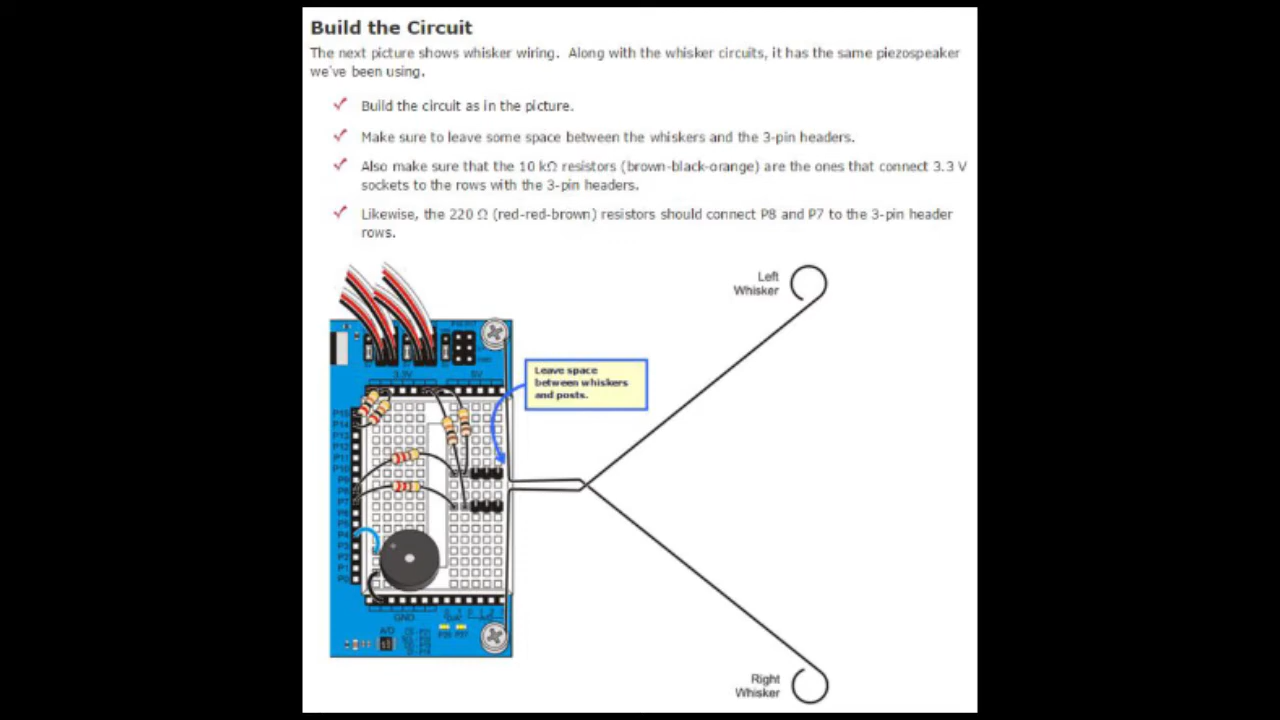 Build the Circuit
The next picture shows whisker wiring. Along with the whisker circuits, it has the same piezospeaker
we've been using.
Build the circuit as in the picture.
Make sure to leave some space between the whiskers and the 3-pin headers.
Also make sure that the 10 kΩ resistors (brown-black-orange) are the ones that connect 3.3 V
sockets to the rows with the 3-pin headers.
Likewise, the 220 Ω (red-red-brown) resistors should connect P8 and P7 to the 3-pin header
rows.
Left
Whisker
Leave space
between whiskers
and posts.
3.3V
5V
P15
P14
P13
P12
P11
P10
P9
P8
P7
P6
P5
P4
P3
P2
P1
P0
GND
A/D
P26 P27
Right
Whisker